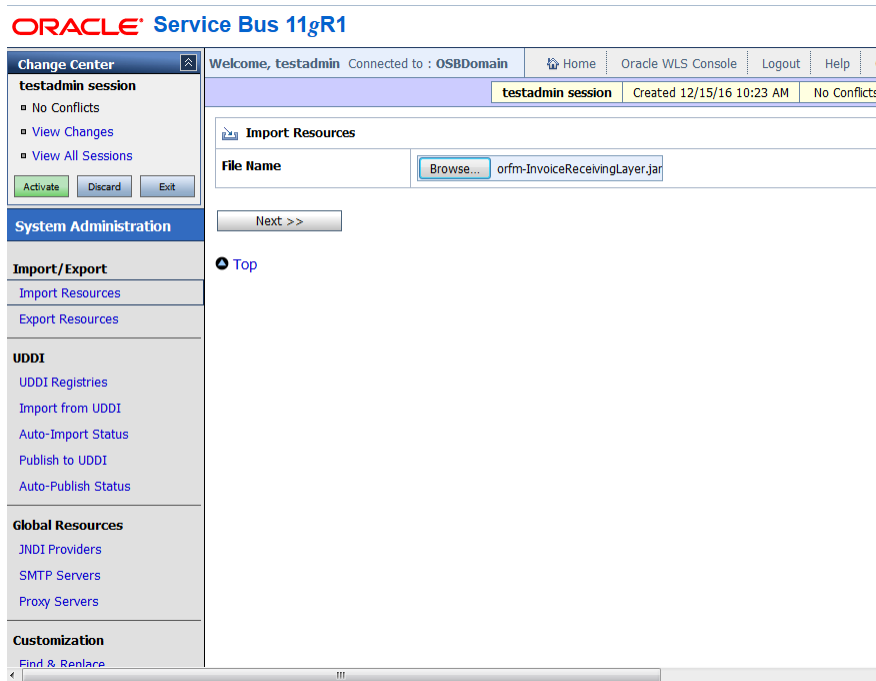 ORACLE Service Bus 11gR1
Change Center
testadmin session
No Conflicts
View Changes
View All Sessions
Activate Discard Exit
System Administration
Import/Export
Import Resources
Export Resources
UDDI
UDDI Registries
Import from UDDI
Auto-Import Status
Publish to UDDI
Auto-Publish Status
Global Resources
JNDI Providers
SMTP Servers
Proxy Servers
Customization
Find & Replace
Welcome, testadmin Connected to : OSBDomain Home Oracle WLS Console Logout Help
testadmin session Created 12/15/16 10:23 AM No Conflicts
Import Resources
File Name Browse... orfm-InvoiceReceivingLayer.jar
Next >>
Top